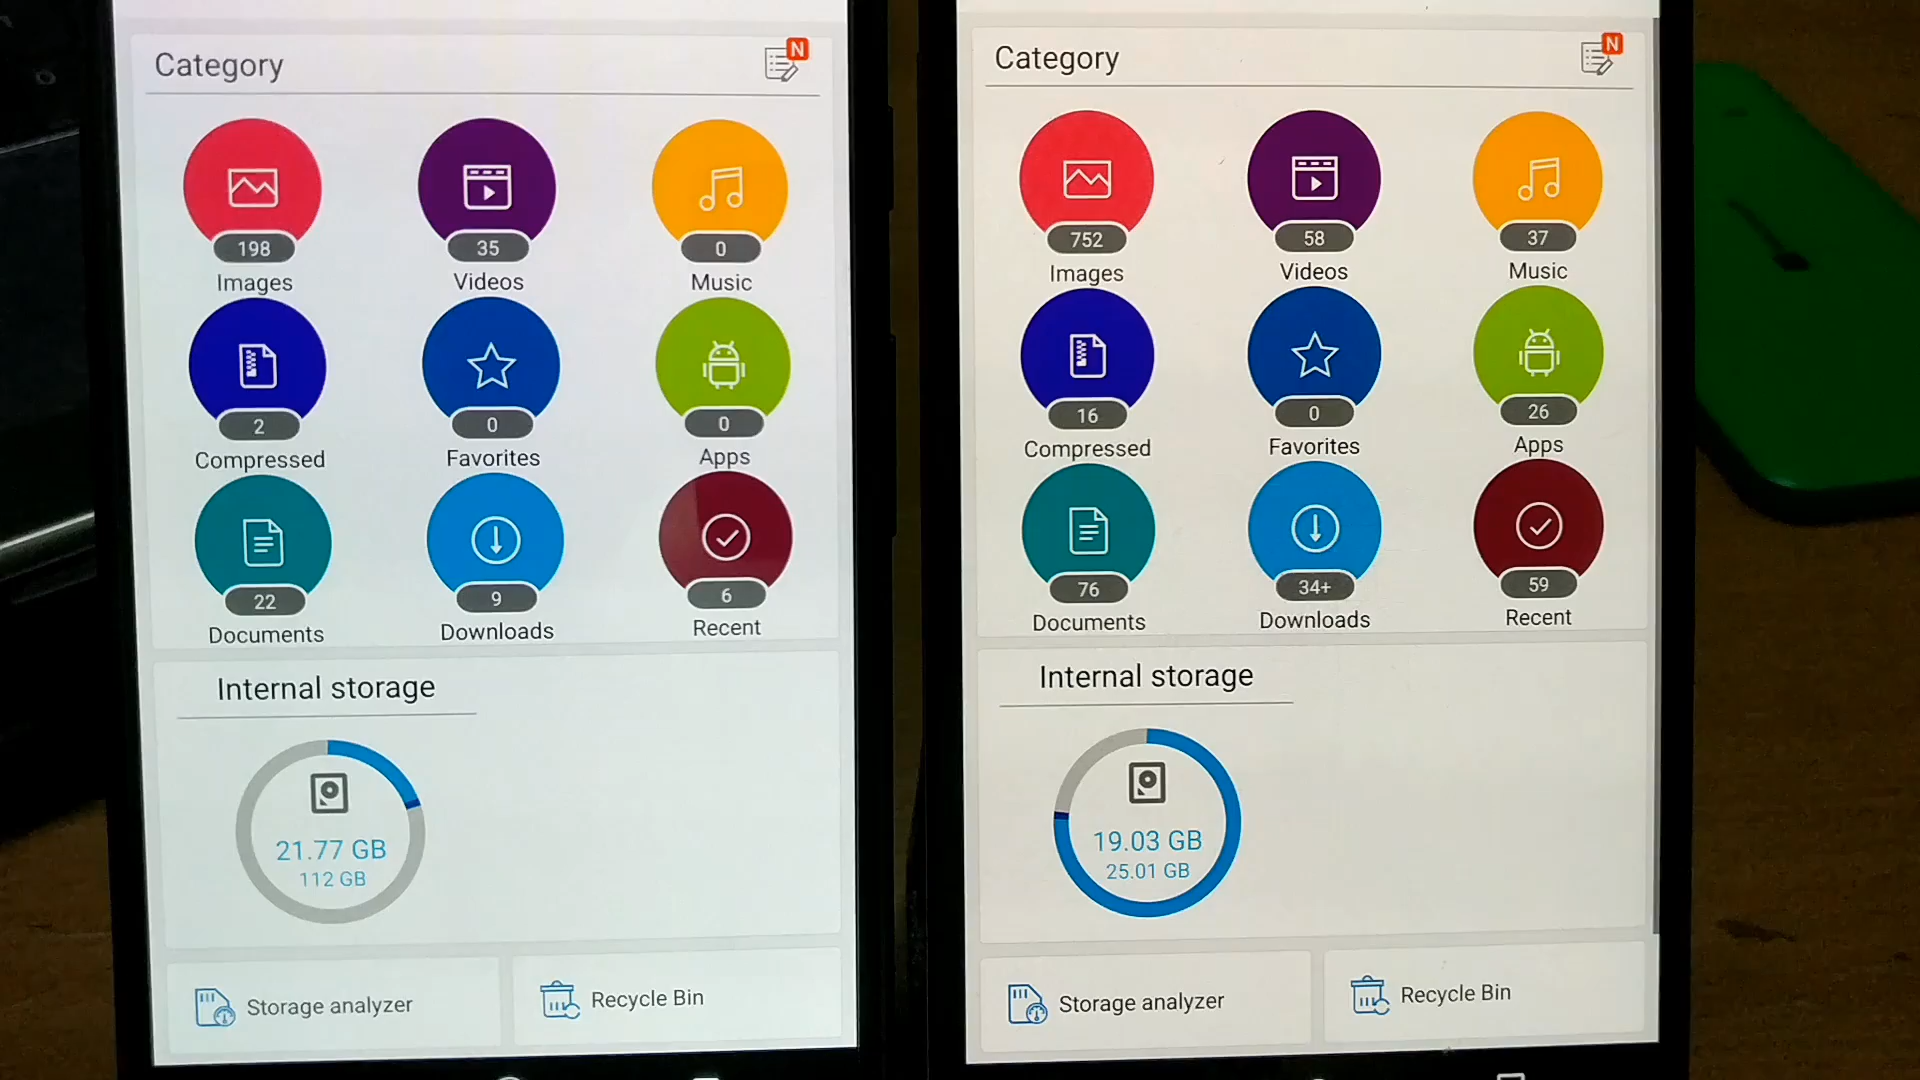 Category
N
198
35
0
Images
Videos
Music
2
0
0
Compressed
Favorites
Apps
22
9
6
Documents
Downloads
Recent
Internal storage
21.77 GB
112 GB
Storage analyzer
Recycle Bin
Category
N
752
58
37
Images
Videos
Music
16
0
26
Compressed
Favorites
Apps
76
34+
59
Documents
Downloads
Recent
Internal storage
19.03 GB
25.01 GB
Storage analyzer
Recycle Bin